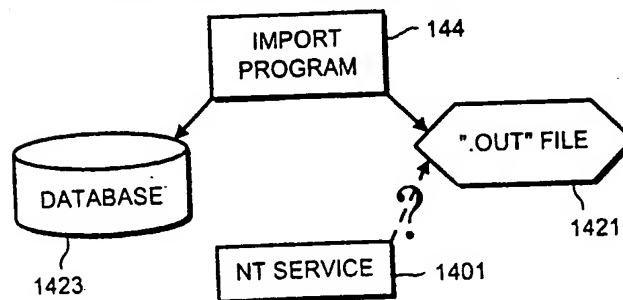 IMPORT
PROGRAM
144
".OUT" FILE
DATABASE
?
1421
1423
NT SERVICE
1401